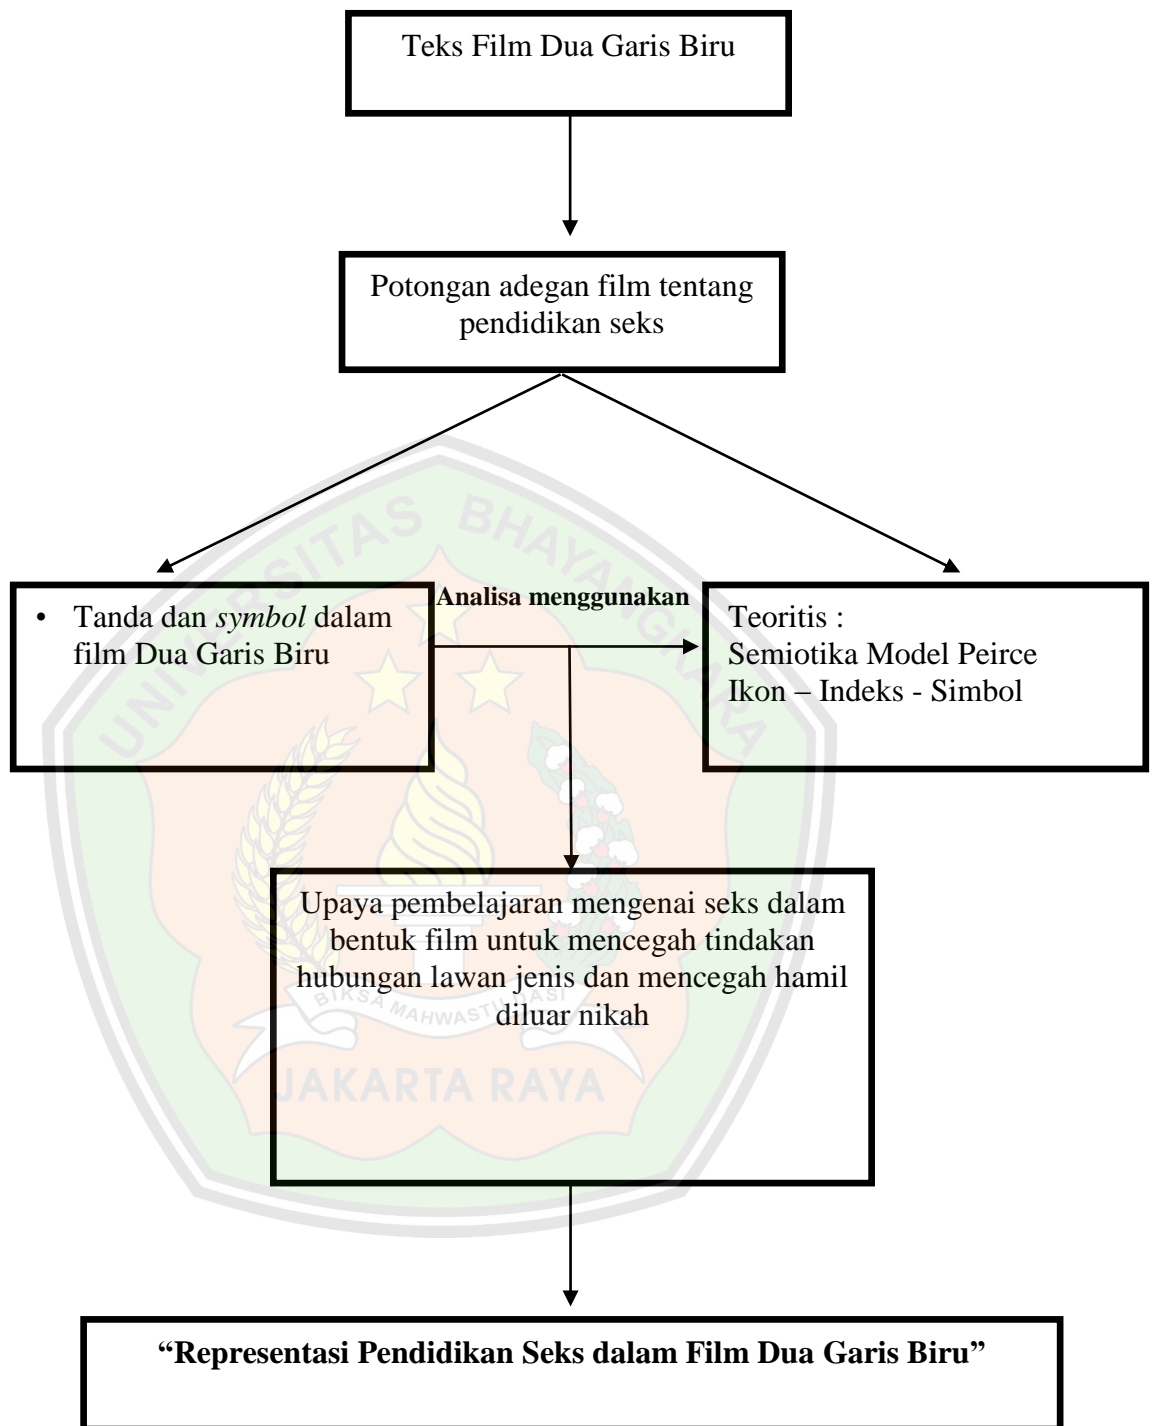 Teks Film Dua Garis Biru
Potongan adegan film tentang
pendidikan seks
UNIVERSITAS BHAYANGKARA
• Tanda dan symbol dalam
film Dua Garis Biru
Analisa menggunakan
Teoritis :
Semiotika Model Peirce
Ikon – Indeks - Simbol
Upaya pembelajaran mengenai seks dalam
bentuk film untuk mencegah tindakan
hubungan lawan jenis dan mencegah hamil
diluar nikah
BIKSA MAHWASTU DASI
JAKARTA RAYA
“Representasi Pendidikan Seks dalam Film Dua Garis Biru”